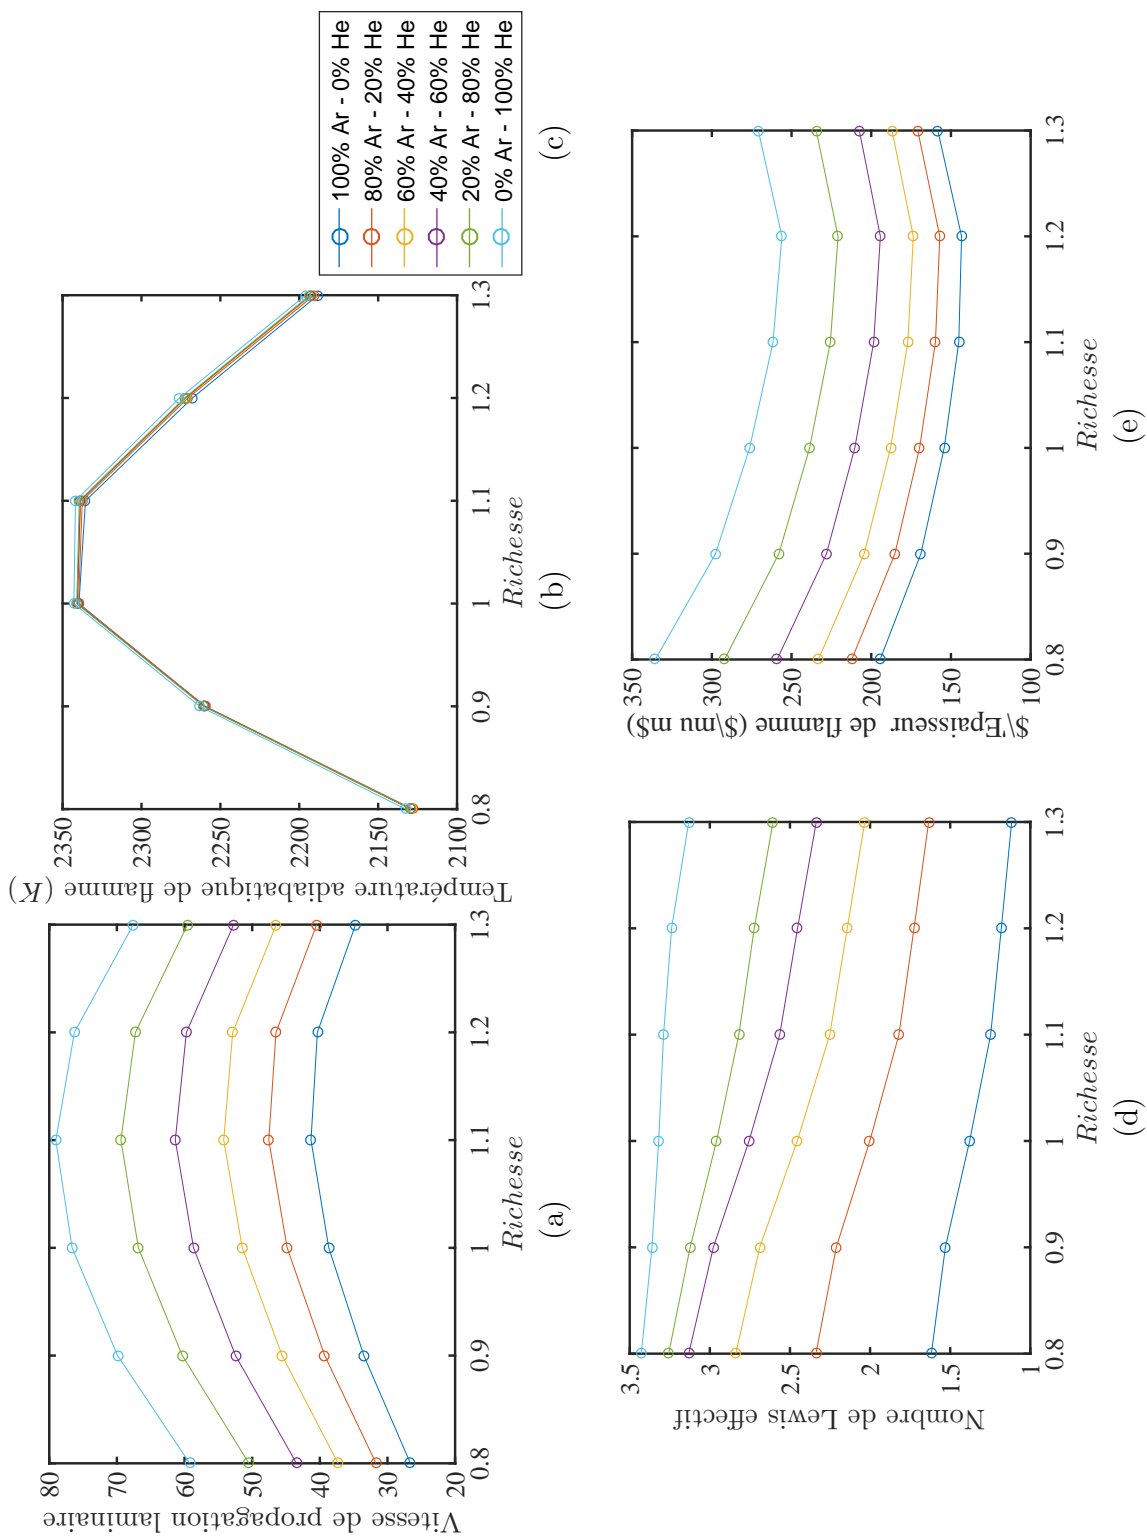 80
70
60
50
40
30
20
0.8
0.9
1
1.1
1.2
1.3
Vitesse de propagation laminaire
Richesse
(a)
2350
2300
2250
2200
2150
2100
0.8
0.9
1
1.1
1.2
1.3
Température adiabatique de flamme (K)
Richesse
(b)
100% Ar - 0% He
80% Ar - 20% He
60% Ar - 40% He
40% Ar - 60% He
20% Ar - 80% He
0% Ar - 100% He
(c)
3.5
3
2.5
2
1.5
1
0.8
0.9
1
1.1
1.2
1.3
Nombre de Lewis effectif
Richesse
(d)
350
300
250
200
150
100
0.8
0.9
1
1.1
1.2
1.3
$\'Epaisseur de flamme ($\mu m$)
Richesse
(e)